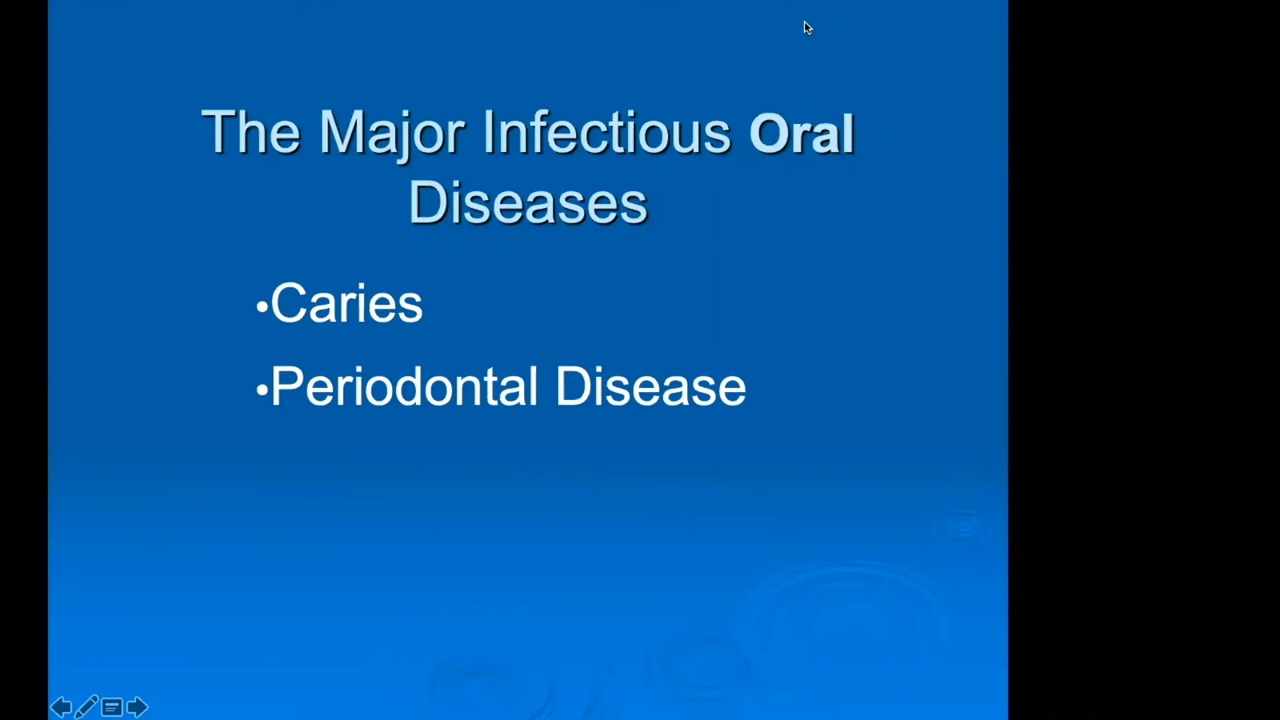 The Major Infectious Oral
Diseases
•Caries
•Periodontal Disease